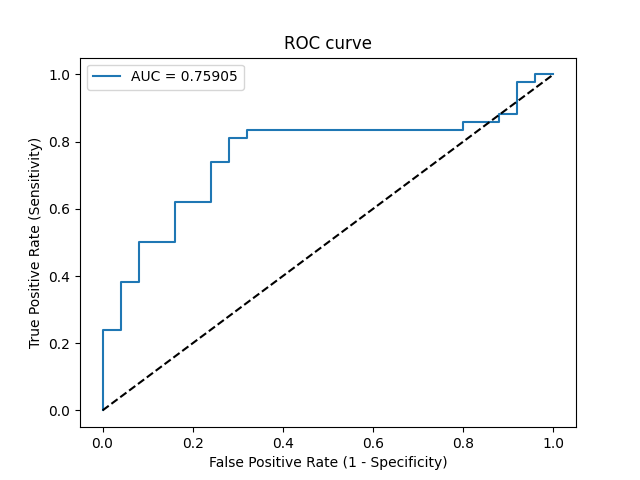 ROC curve
AUC = 0.75905
1.0
0.8
0.6
0.4
0.2
0.0
True Positive Rate (Sensitivity)
0.0 0.2 0.4 0.6 0.8 1.0
False Positive Rate (1 - Specificity)